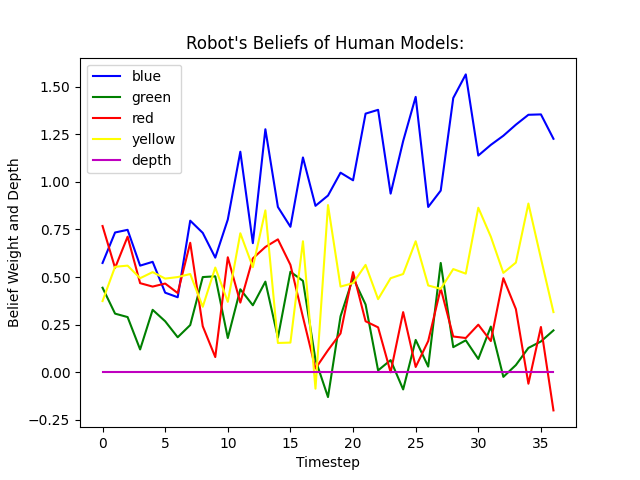 Robot's Beliefs of Human Models:
blue
green
red
yellow
depth
1.50
1.25
1.00
0.75
0.50
0.25
0.00
−0.25
Belief Weight and Depth
0 5 10 15 20 25 30 35
Timestep